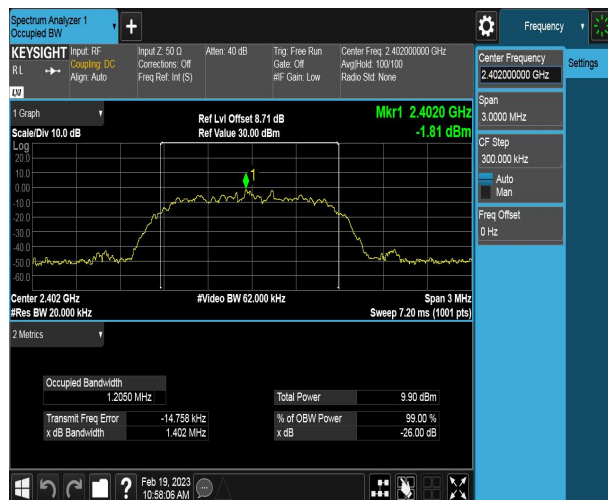 Spectrum Analyzer 1
Occupied BW
+
Frequency
KEYSIGHT
RL
Input: RF
Coupling: DC
Align: Auto
Input Z: 50 Ω
Corrections: Off
Freq Ref: Int (S)
Atten: 40 dB
Trig: Free Run
Gate: Off
#IF Gain: Low
Center Freq: 2.402000000 GHz
Avg|Hold: 100/100
Radio Std: None
Center Frequency
2.402000000 GHz
Settings
Span
3.0000 MHz
CF Step
300.000 kHz
Auto
Man
Freq Offset
0 Hz
1 Graph
Scale/Div 10.0 dB
Ref Lvl Offset 8.71 dB
Ref Value 30.00 dBm
Mkr1 2.4020 GHz
-1.81 dBm
Log
20.0
10.0
0.00
-10.0
-20.0
-30.0
-40.0
-50.0
-60.0
1
Center 2.402 GHz
#Res BW 20.000 kHz
#Video BW 62.000 kHz
Span 3 MHz
Sweep 7.20 ms (1001 pts)
2 Metrics
Occupied Bandwidth
1.2050 MHz
Total Power 9.90 dBm
Transmit Freq Error -14.758 kHz
% of OBW Power 99.00 %
x dB Bandwidth 1.402 MHz
x dB -26.00 dB
?
Feb 19, 2023
10:58:06 AM